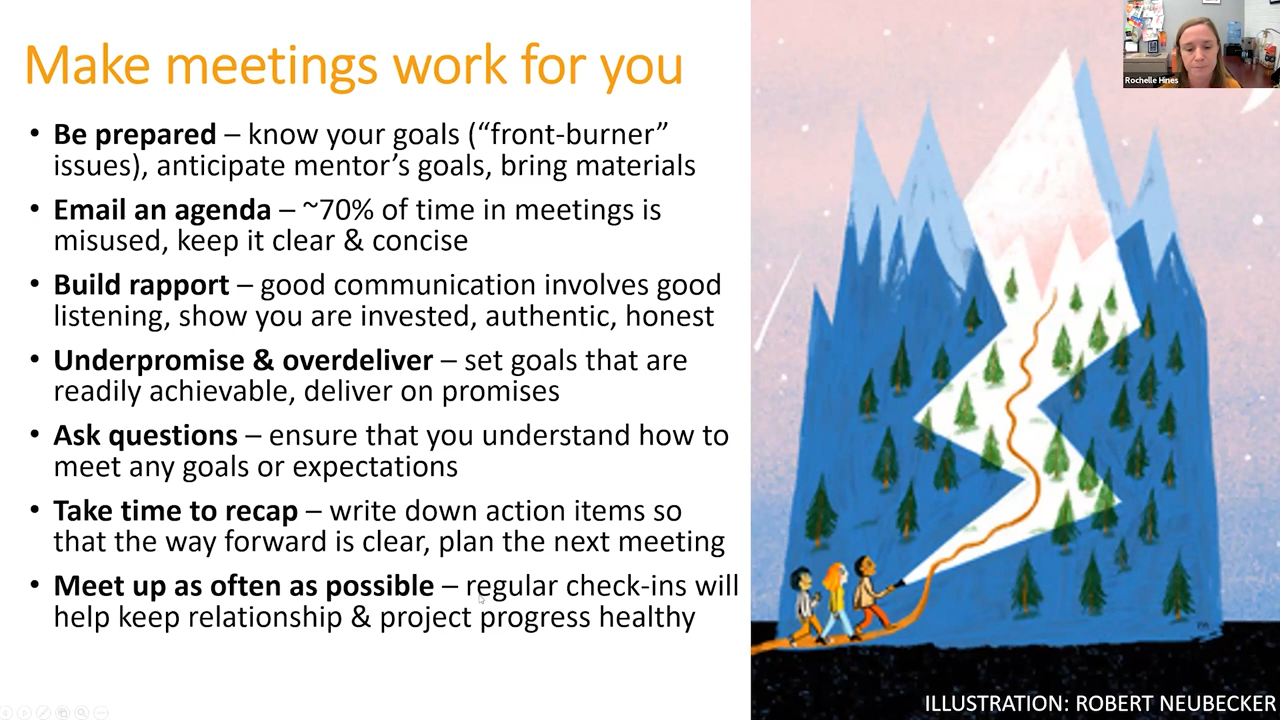 Make meetings work for you
• Be prepared – know your goals (“front-burner”
issues), anticipate mentor’s goals, bring materials
• Email an agenda – ~70% of time in meetings is
misused, keep it clear & concise
• Build rapport – good communication involves good
listening, show you are invested, authentic, honest
• Underpromise & overdeliver – set goals that are
readily achievable, deliver on promises
• Ask questions – ensure that you understand how to
meet any goals or expectations
• Take time to recap – write down action items so
that the way forward is clear, plan the next meeting
• Meet up as often as possible – regular check-ins will
help keep relationship & project progress healthy
Rochelle Hines
ILLUSTRATION: ROBERT NEUBECKER